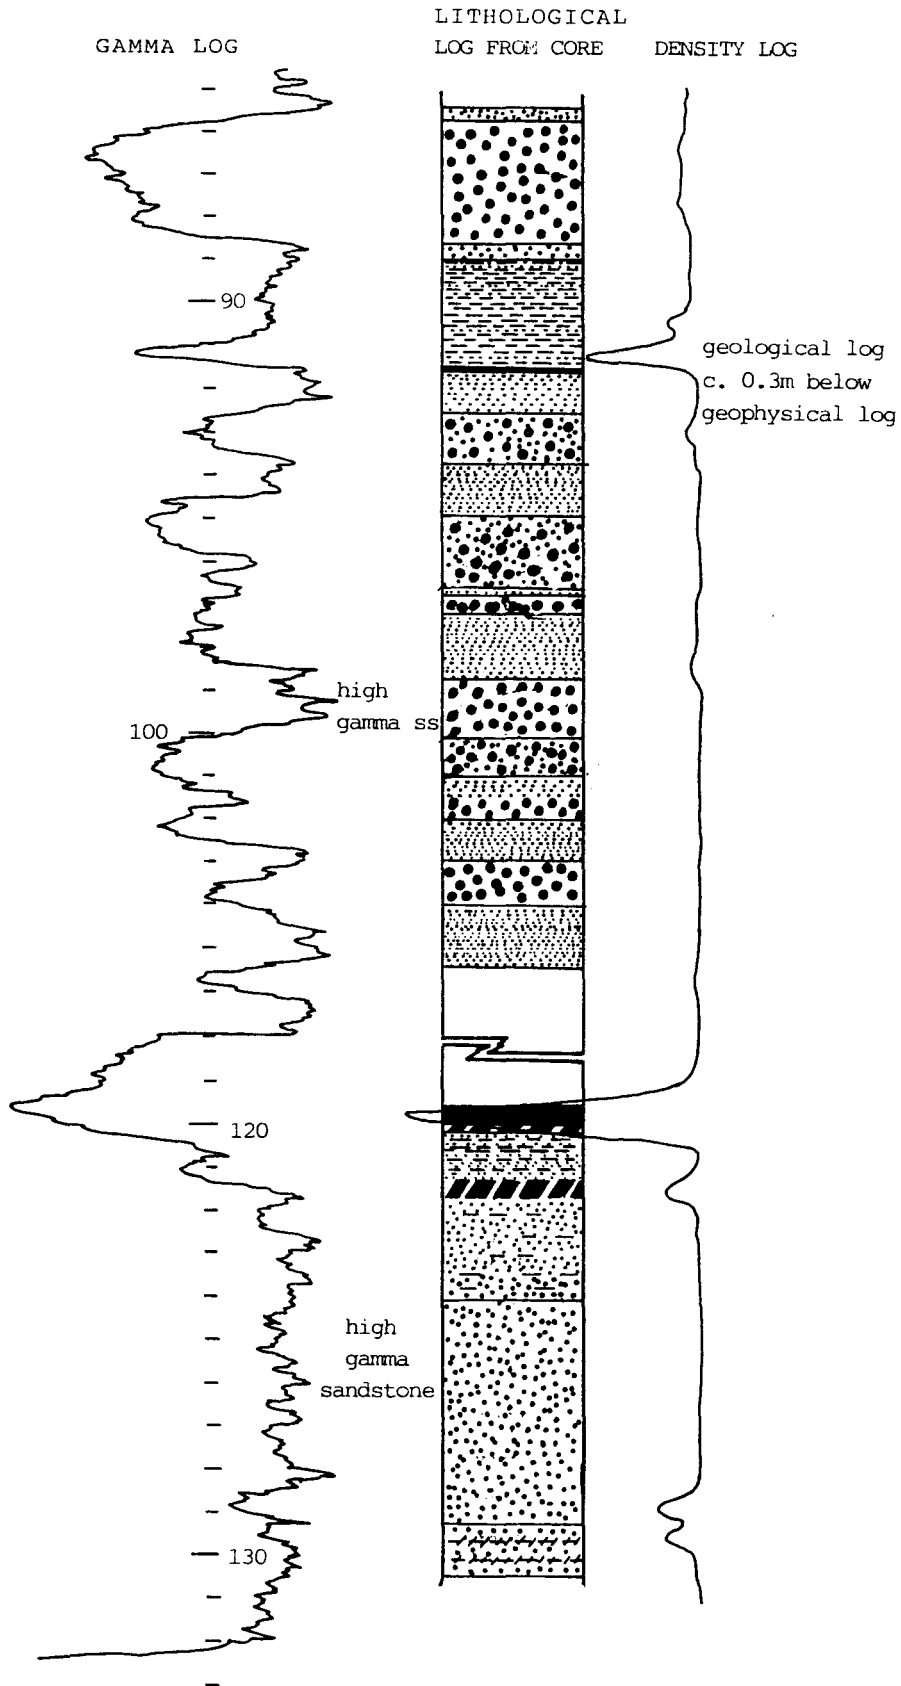 GAMMA LOG
LITHOLOGICAL
LOG FROM CORE
DENSITY LOG
90
geological log
c. 0.3m below
geophysical log
high
gamma ss
100
120
high
gamma
sandstone
130